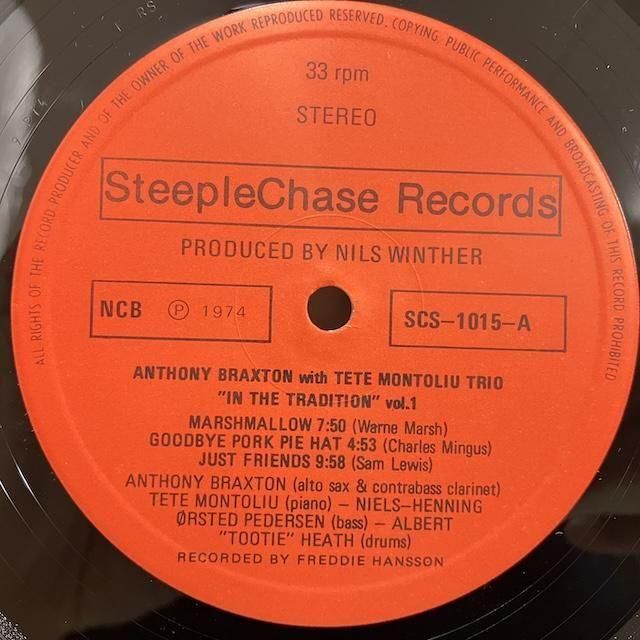 ALL RIGHTS OF THE RECORD PRODUCER AND OF THE OWNER OF THE WORK REPRODUCED RESERVED. COPYING, PUBLIC PERFORMANCE AND BROADCASTING OF THIS RECORD PROHIBITED
33 rpm
STEREO
SteepleChase Records
PRODUCED BY NILS WINTHER
NCB Ⓟ 1974
SCS-1015-A
ANTHONY BRAXTON with TETE MONTOLIU TRIO
"IN THE TRADITION" vol.1
MARSHMALLOW 7:50 (Warne Marsh)
GOODBYE PORK PIE HAT 4:53 (Charles Mingus)
JUST FRIENDS 9:58 (Sam Lewis)
ANTHONY BRAXTON (alto sax & contrabass clarinet)
TETE MONTOLIU (piano) – NIELS-HENNING
ØRSTED PEDERSEN (bass) – ALBERT
"TOOTIE" HEATH (drums)
RECORDED BY FREDDIE HANSSON